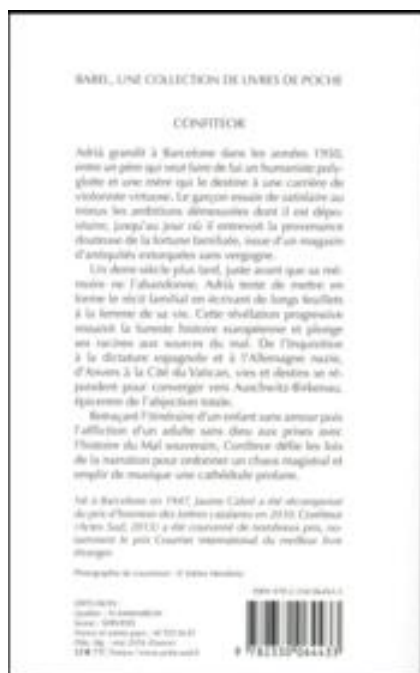 BABEL, UNE COLLECTION DE LIVRES DE POCHE
CONFITEOR
Adrià grandit à Barcelone dans les années 1950,
entre un père qui veut faire de lui un humaniste poly-
glotte et une mère qui le destine à une carrière de
violoniste virtuose. Le garçon essaie de satisfaire au
mieux les ambitions démesurées dont il est dépo-
sitaire, jusqu'au jour où il entrevoit la provenance
douteuse de la fortune familiale, issue d'un magasin
d'antiquités extorquées sans vergogne.
Un demi-siècle plus tard, juste avant que sa mé-
moire ne l'abandonne, Adrià tente de mettre en
forme le récit familial en écrivant de longs feuillets
à la femme de sa vie. Cette révélation progressive
ressaisit la funeste histoire européenne et plonge
ses racines aux sources du mal. De l'Inquisition
à la dictature espagnole et à l'Allemagne nazie,
d'Anvers à la Cité du Vatican, vies et destins se ré-
pondent pour converger vers Auschwitz-Birkenau,
épicentre de l'abjection totale.
Retraçant l'itinéraire d'un enfant sans amour puis
l'affliction d'un adulte sans dieu aux prises avec
l'histoire du Mal souverain, Confiteor défie les lois
de la narration pour ordonner un chaos magistral et
emplir de musique une cathédrale profane.
Né à Barcelone en 1947, Jaume Cabré a été récompensé
du prix d'honneur des lettres catalanes en 2010. Confiteor
(Actes Sud, 2013) a été couronné de nombreux prix, no-
tamment le prix Courrier international du meilleur livre
étranger.
Photographie de couverture : ©
ACTES SUD